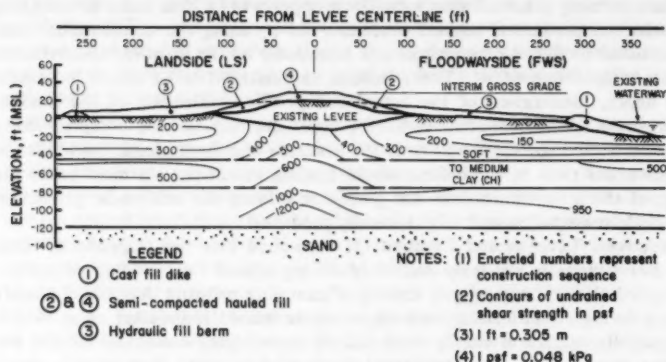 DISTANCE FROM LEVEE CENTERLINE (ft)
250 200 150 100 50 0 50 100 150 200 250 300 350
LANDSIDE (LS) FLOODWAYSIDE (FWS)
ELEVATION, ft (MSL)
60
40
20
0
-20
-40
-60
-80
-100
-120
-140
1 3 2 4 2 3 1
INTERIM GROSS GRADE
EXISTING WATERWAY
EXISTING LEVEE
200 300 400 500 600 400 300 200 150
SOFT
TO MEDIUM
CLAY (CH)
500 500
1000
1200
950
SAND
LEGEND
1 Cast fill dike
2 & 4 Semi-compacted hauled fill
3 Hydraulic fill berm
NOTES: (1) Encircled numbers represent
construction sequence
(2) Contours of undrained
shear strength in psf
(3) 1 ft = 0.305 m
(4) 1 psf = 0.048 kPa